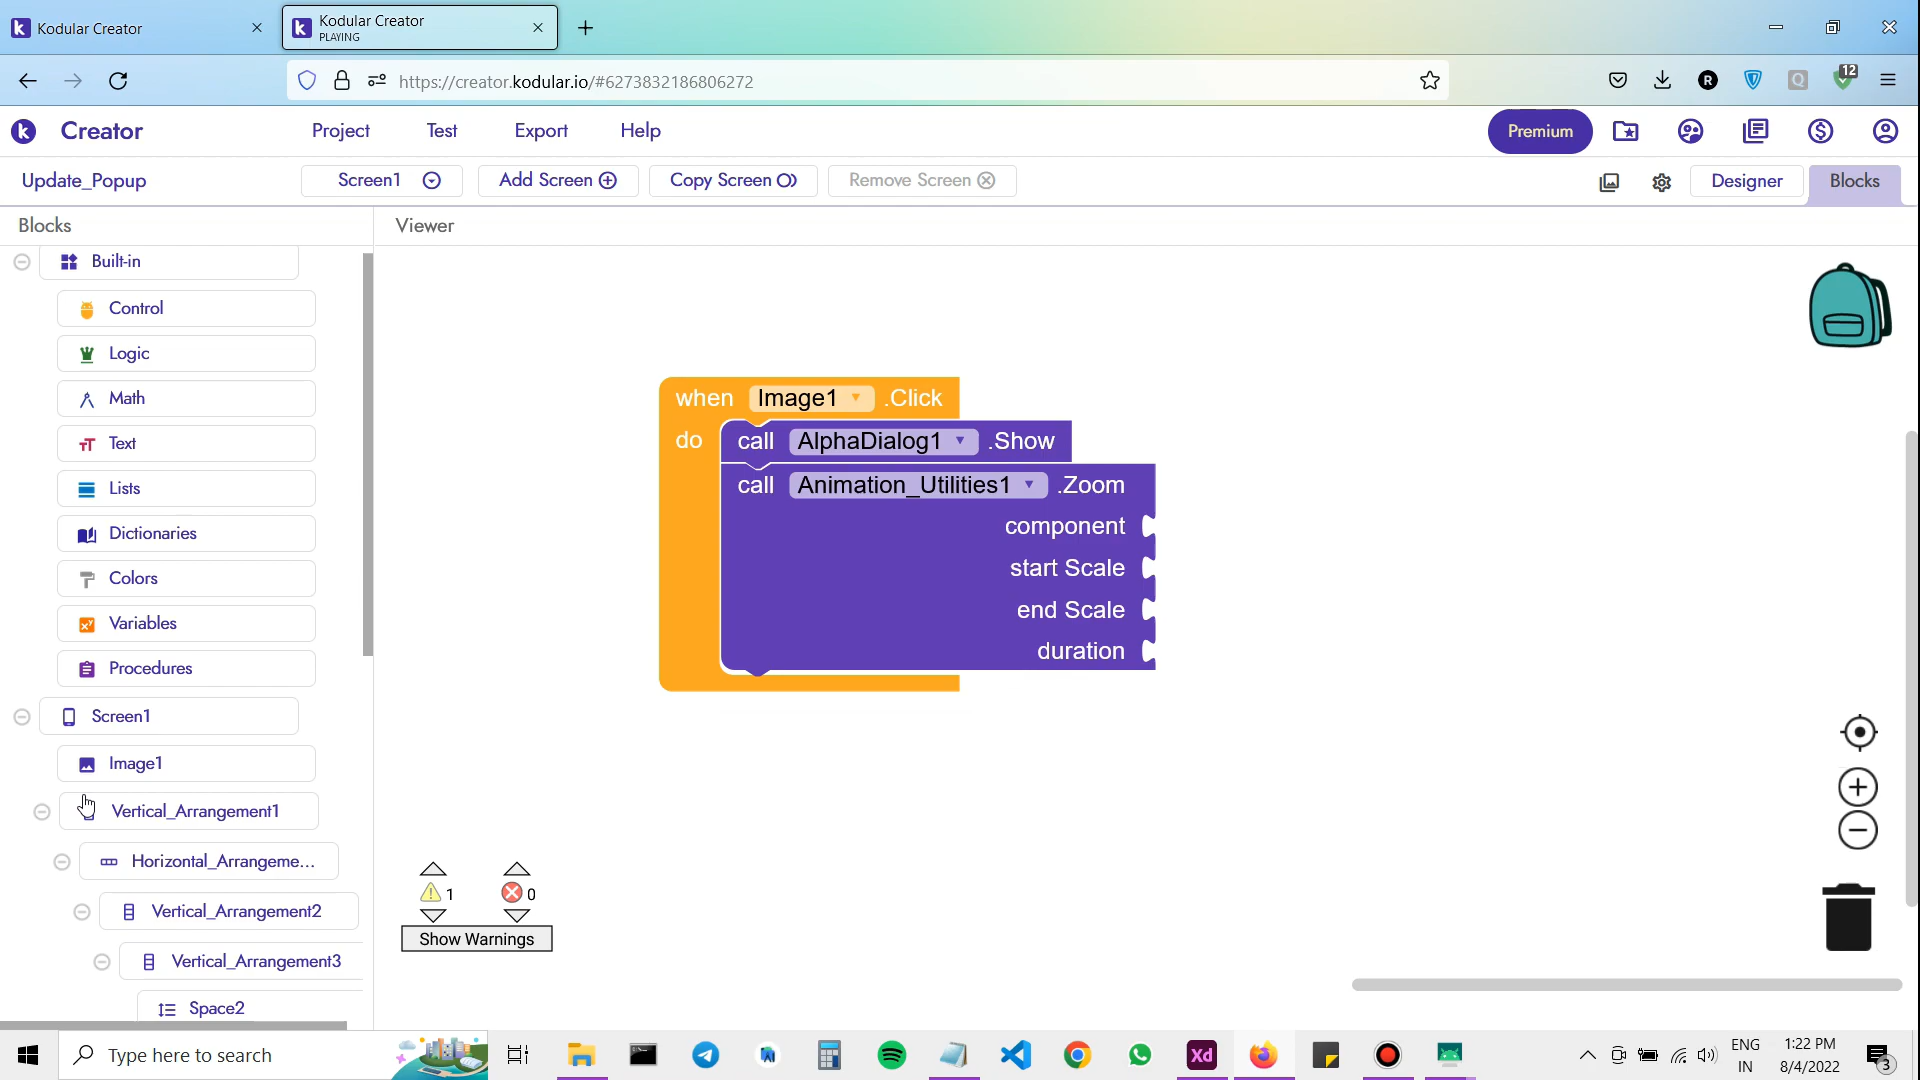 Kodular Creator
Kodular Creator
PLAYING
https://creator.kodular.io/#6273832186806272
R
Q
12
k
Creator
Project
Test
Export
Help
Premium
Update_Popup
Screen1
Add Screen
Copy Screen
Remove Screen
Designer
Blocks
Blocks
Viewer
Built-in
Control
Logic
Math
Text
Lists
Dictionaries
Colors
Variables
Procedures
Screen1
Image1
Vertical_Arrangement1
Horizontal_Arrangeme...
Vertical_Arrangement2
Vertical_Arrangement3
Space2
when Image1 .Click
do call AlphaDialog1 .Show
call Animation_Utilities1 .Zoom
component
start Scale
end Scale
duration
1
0
Show Warnings
Type here to search
Xd
ENG
IN
1:22 PM
8/4/2022
3